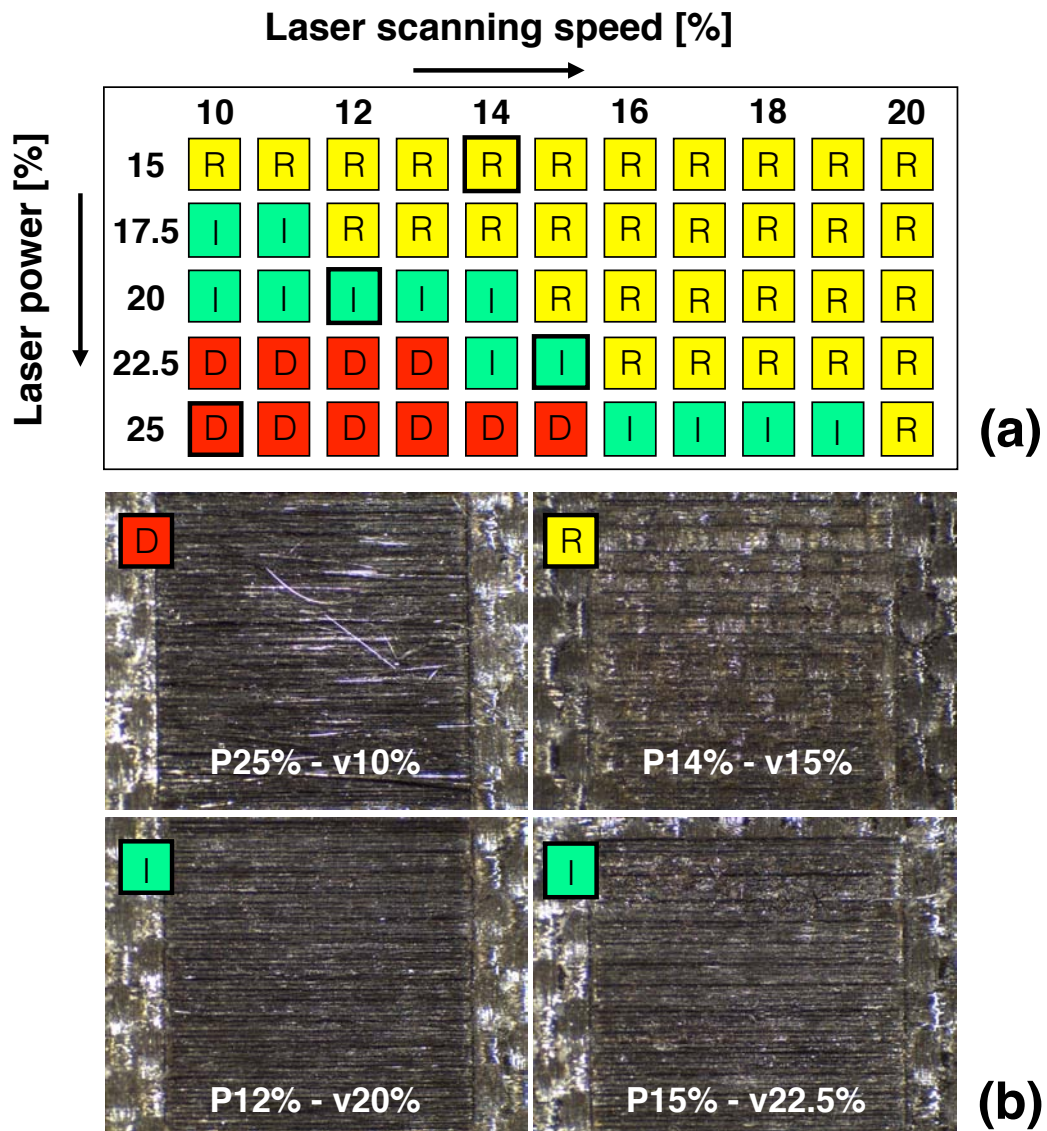 Laser scanning speed [%]
Laser power [%]
10 12 14 16 18 20
15 R R R R R R R R R R R
17.5 I I R R R R R R R R R
20 I I I I I R R R R R R
22.5 D D D D I I R R R R R
25 D D D D D D I I I I R
(a)
D
P25% - v10%
R
P14% - v15%
I
P12% - v20%
I
P15% - v22.5%
(b)